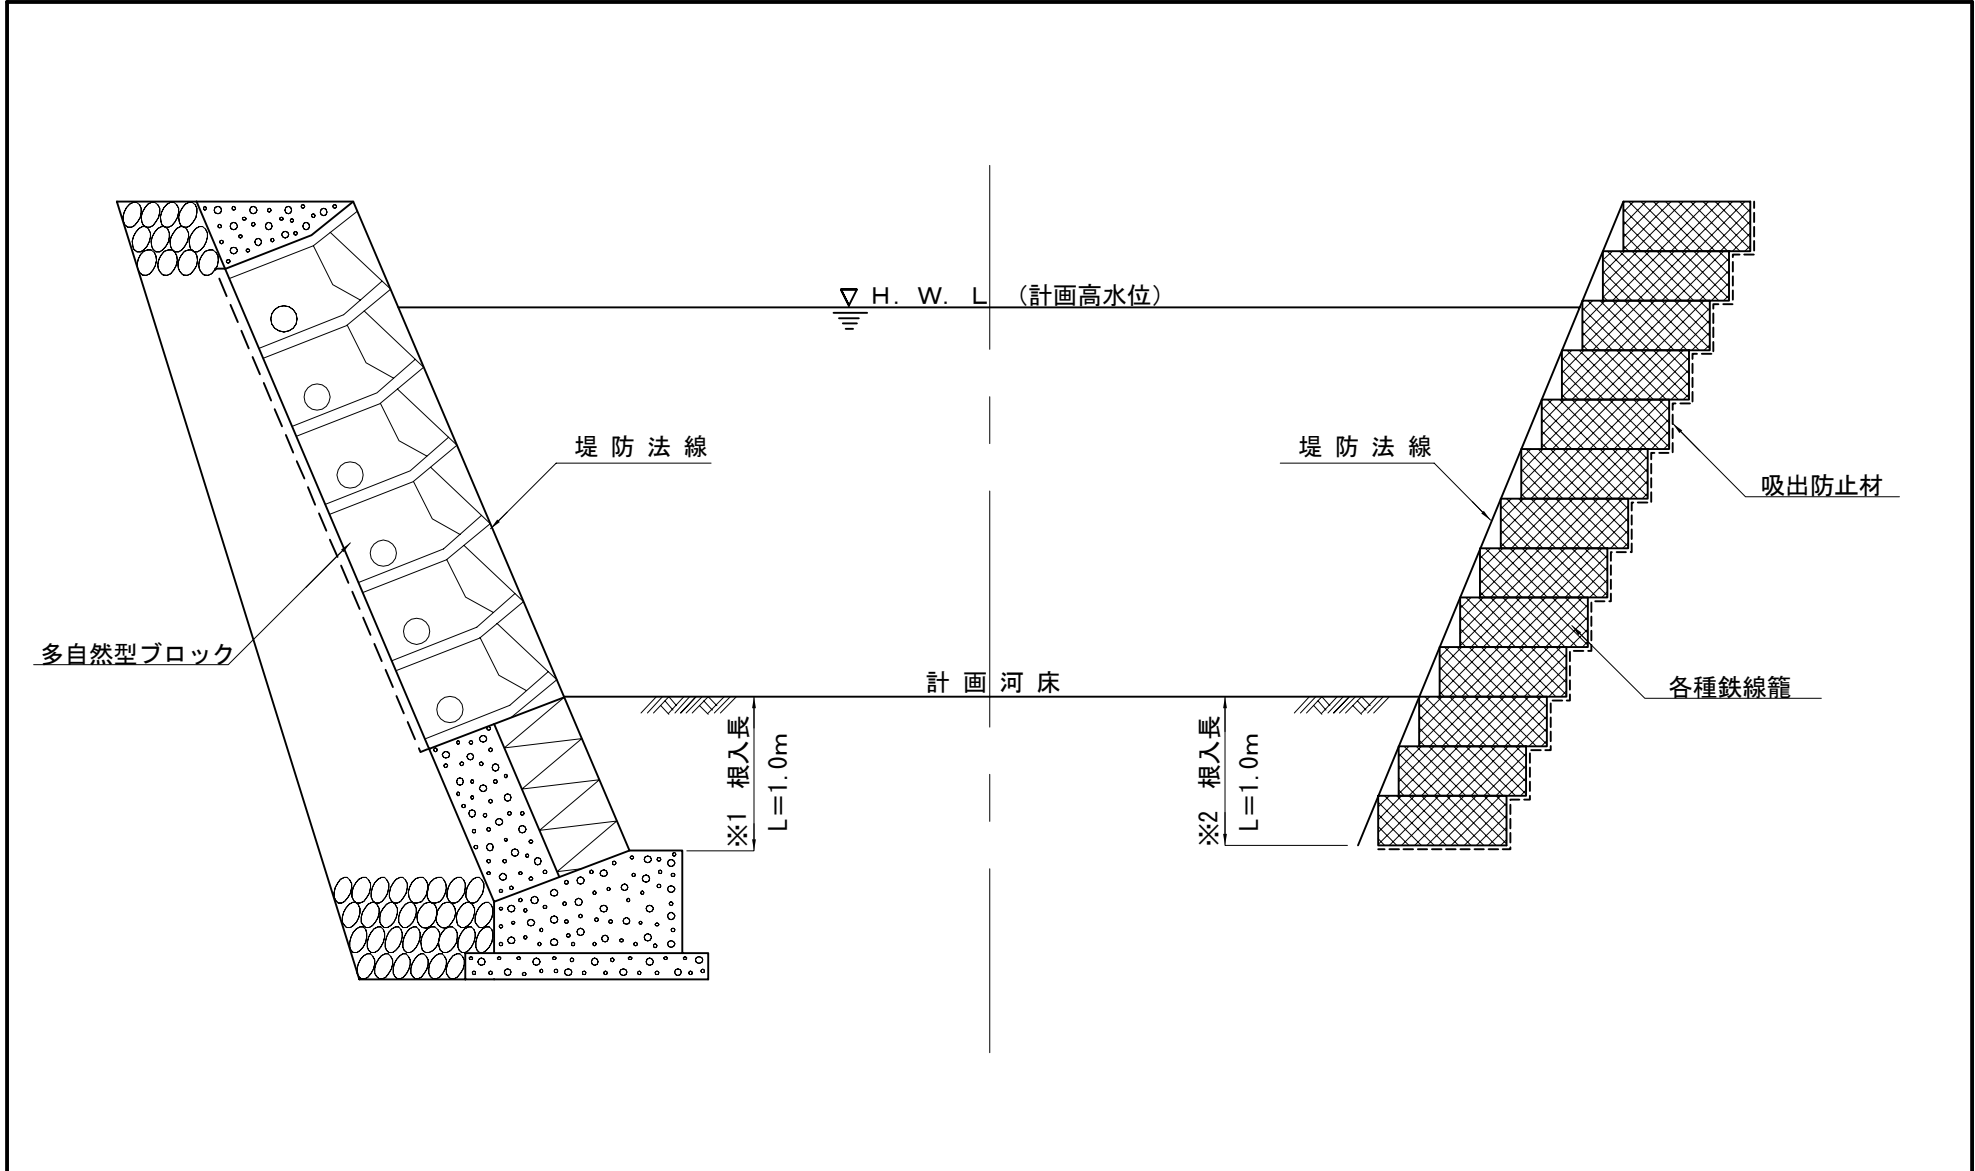 ▽ H. W. L (計画高水位)
堤防法線
堤防法線
吸出防止材
多自然型ブロック
計画河床
各種鉄線籠
※1 根入長
L=1.0m
※2 根入長
L=1.0m